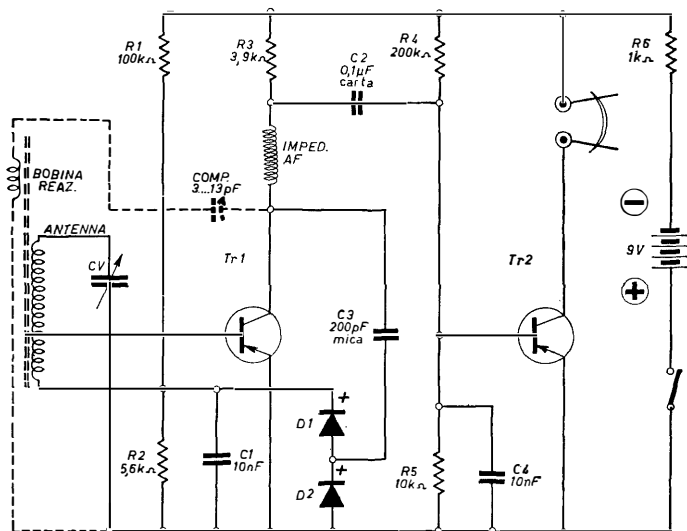 R1
100kΩ
R3
3,9kΩ
R4
200kΩ
R6
1kΩ
C2
0,1µF
carta
IMPED.
AF
BOBINA
REAZ.
COMP.
3...13pF
ANTENNA
CV
Tr1
Tr2
−
9V
+
C3
200pF
mica
+
D1
R2
5,6kΩ
C1
10nF
+
D2
R5
10kΩ
C4
10nF